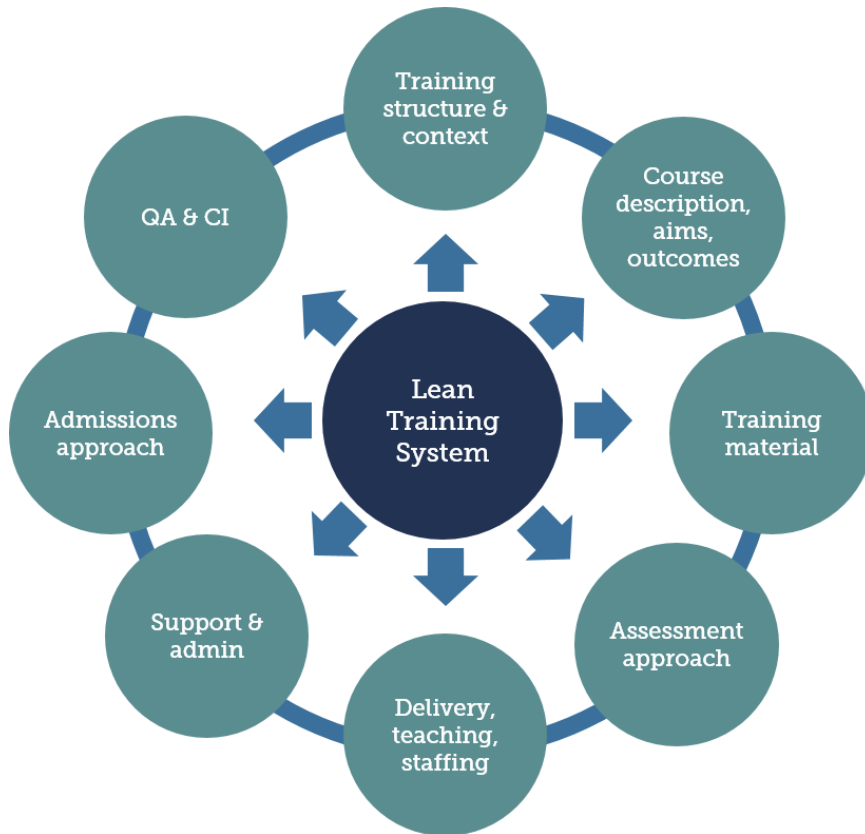 Training
structure &
context
Course
description,
aims,
outcomes
Training
material
Assessment
approach
Delivery,
teaching,
staffing
Support &
admin
Admissions
approach
QA & CI
Lean
Training
System